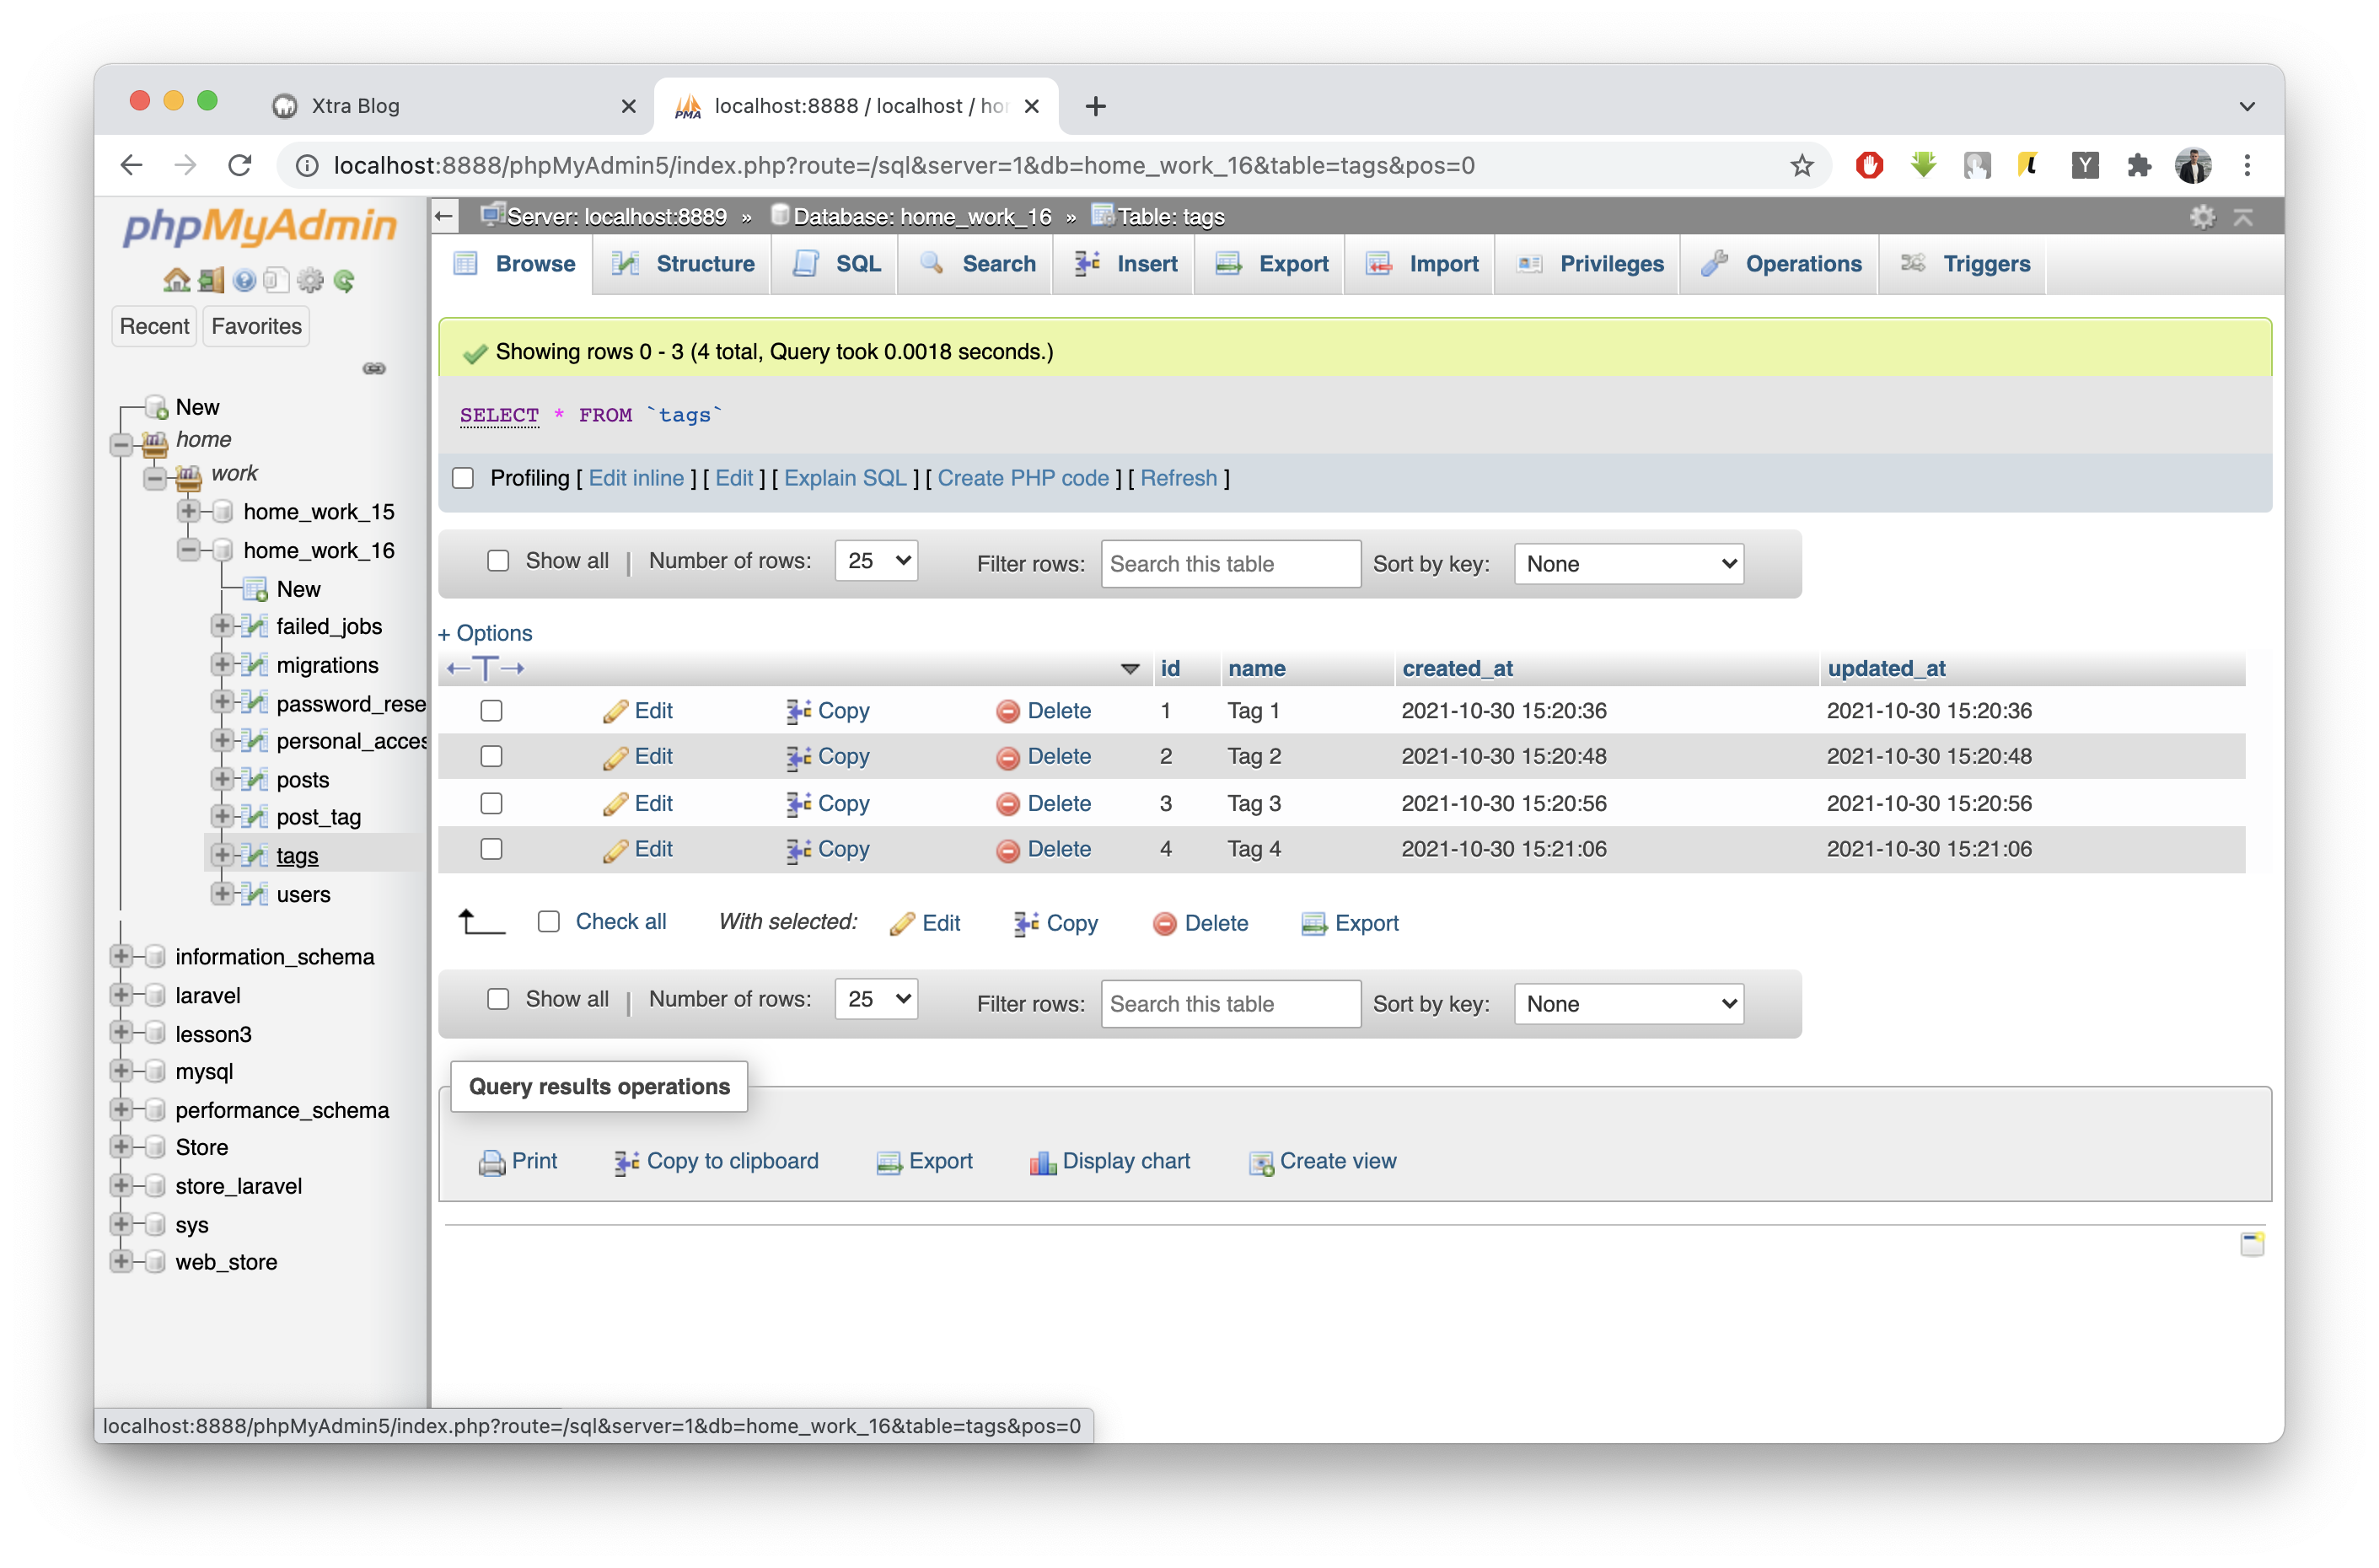 Xtra Blog
localhost:8888 / localhost / hor
localhost:8888/phpMyAdmin5/index.php?route=/sql&server=1&db=home_work_16&table=tags&pos=0
phpMyAdmin
Recent Favorites
New
home
work
home_work_15
home_work_16
New
failed_jobs
migrations
password_rese
personal_acces
posts
post_tag
tags
users
information_schema
laravel
lesson3
mysql
performance_schema
Store
store_laravel
sys
web_store
Server: localhost:8889 » Database: home_work_16 » Table: tags
Browse Structure SQL Search Insert Export Import Privileges Operations Triggers
Showing rows 0 - 3 (4 total, Query took 0.0018 seconds.)
SELECT * FROM `tags`
Profiling [ Edit inline ] [ Edit ] [ Explain SQL ] [ Create PHP code ] [ Refresh ]
Show all | Number of rows: 25 Filter rows: Search this table Sort by key: None
+ Options
←T→ id name created_at updated_at
Edit Copy Delete 1 Tag 1 2021-10-30 15:20:36 2021-10-30 15:20:36
Edit Copy Delete 2 Tag 2 2021-10-30 15:20:48 2021-10-30 15:20:48
Edit Copy Delete 3 Tag 3 2021-10-30 15:20:56 2021-10-30 15:20:56
Edit Copy Delete 4 Tag 4 2021-10-30 15:21:06 2021-10-30 15:21:06
Check all With selected: Edit Copy Delete Export
Show all | Number of rows: 25 Filter rows: Search this table Sort by key: None
Query results operations
Print Copy to clipboard Export Display chart Create view
localhost:8888/phpMyAdmin5/index.php?route=/sql&server=1&db=home_work_16&table=tags&pos=0